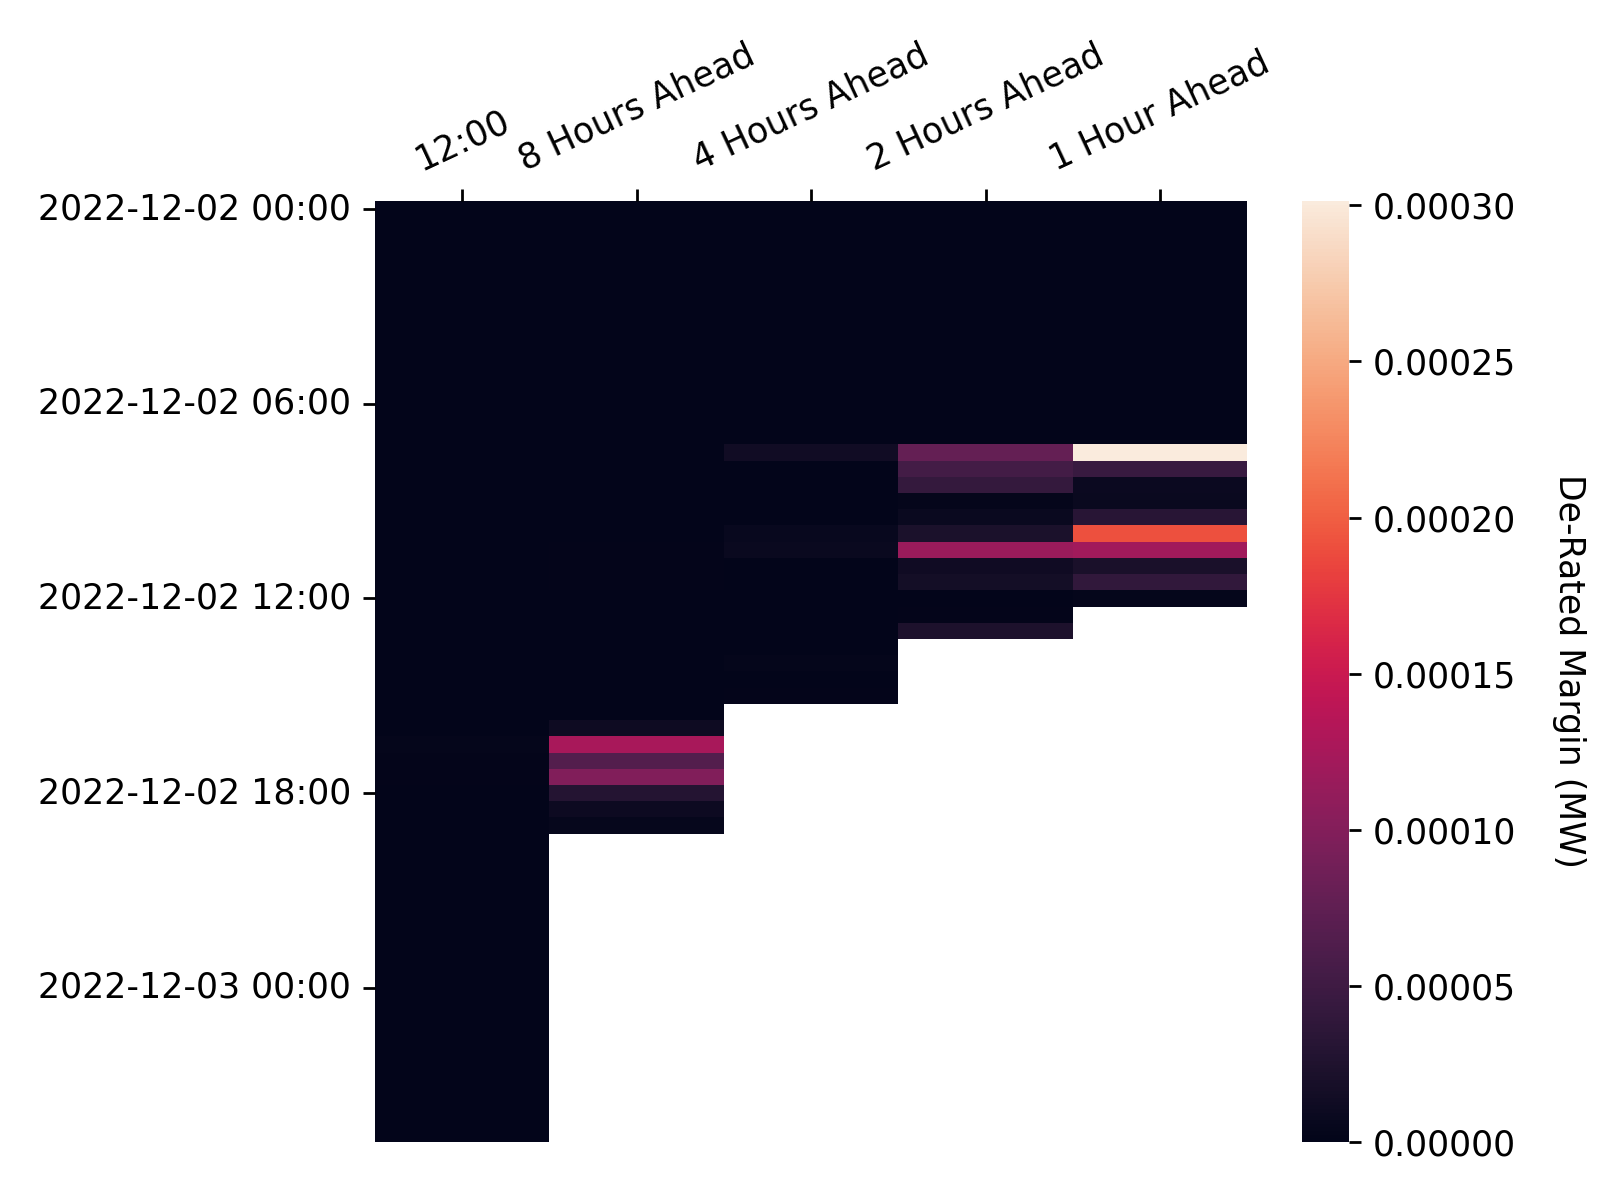 12:00
8 Hours Ahead
4 Hours Ahead
2 Hours Ahead
1 Hour Ahead
2022-12-02 00:00
2022-12-02 06:00
2022-12-02 12:00
2022-12-02 18:00
2022-12-03 00:00
0.00030
0.00025
0.00020
0.00015
0.00010
0.00005
0.00000
De-Rated Margin (MW)